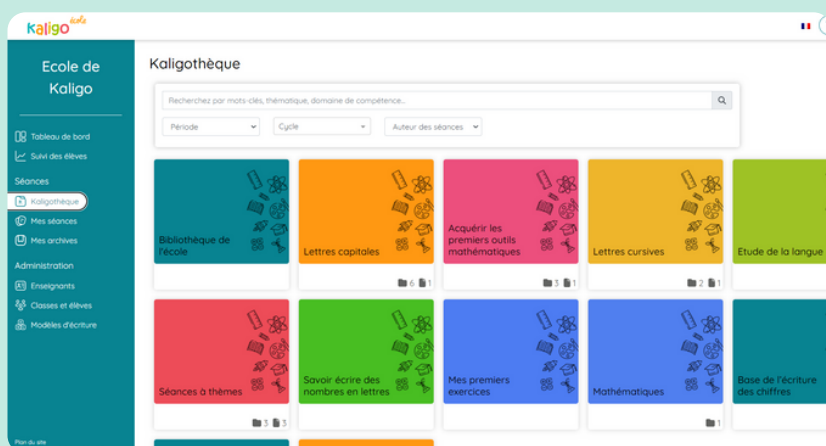 kaligo école
Ecole de
Kaligo
Tableau de bord
Suivi des élèves
Séances
Kaligothèque
Mes séances
Mes archives
Administration
Enseignants
Classes et élèves
Modèles d'écriture
Plan du site
Kaligothèque
Recherchez par mots-clés, thématique, domaine de compétence...
Période
Cycle
Auteur des séances
Bibliothèque de
l'école
Lettres capitales
6 1
Acquérir les
premiers outils
mathématiques
3 1
Lettres cursives
2 1
Etude de la langue
Séances à thèmes
3 3
Savoir écrire des
nombres en lettres
Mes premiers
exercices
Mathématiques
1
Base de l'écriture
des chiffres